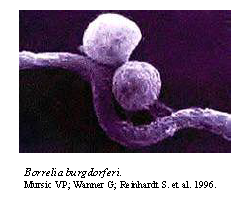 Borrelia burgdorferi.
Mursic VP; Wanner G; Reinhardt S. et al. 1996.